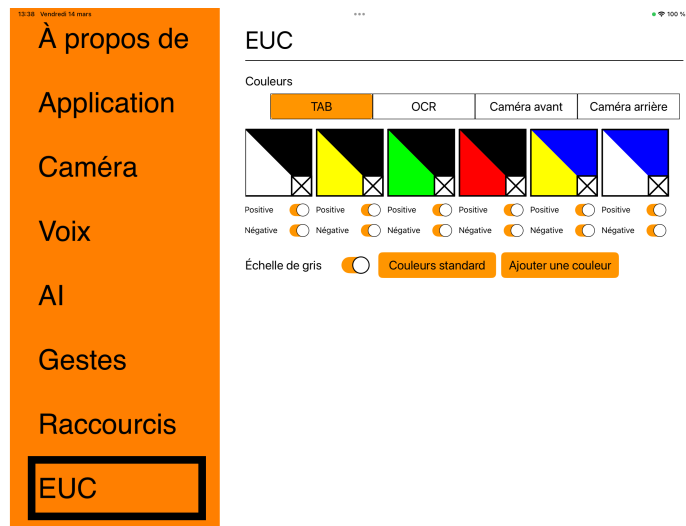 13:38 Vendredi 14 mars
100 %
À propos de
Application
Caméra
Voix
AI
Gestes
Raccourcis
EUC
EUC
Couleurs
TAB OCR Caméra avant Caméra arrière
Positive Positive Positive Positive Positive Positive
Négative Négative Négative Négative Négative Négative
Échelle de gris Couleurs standard Ajouter une couleur